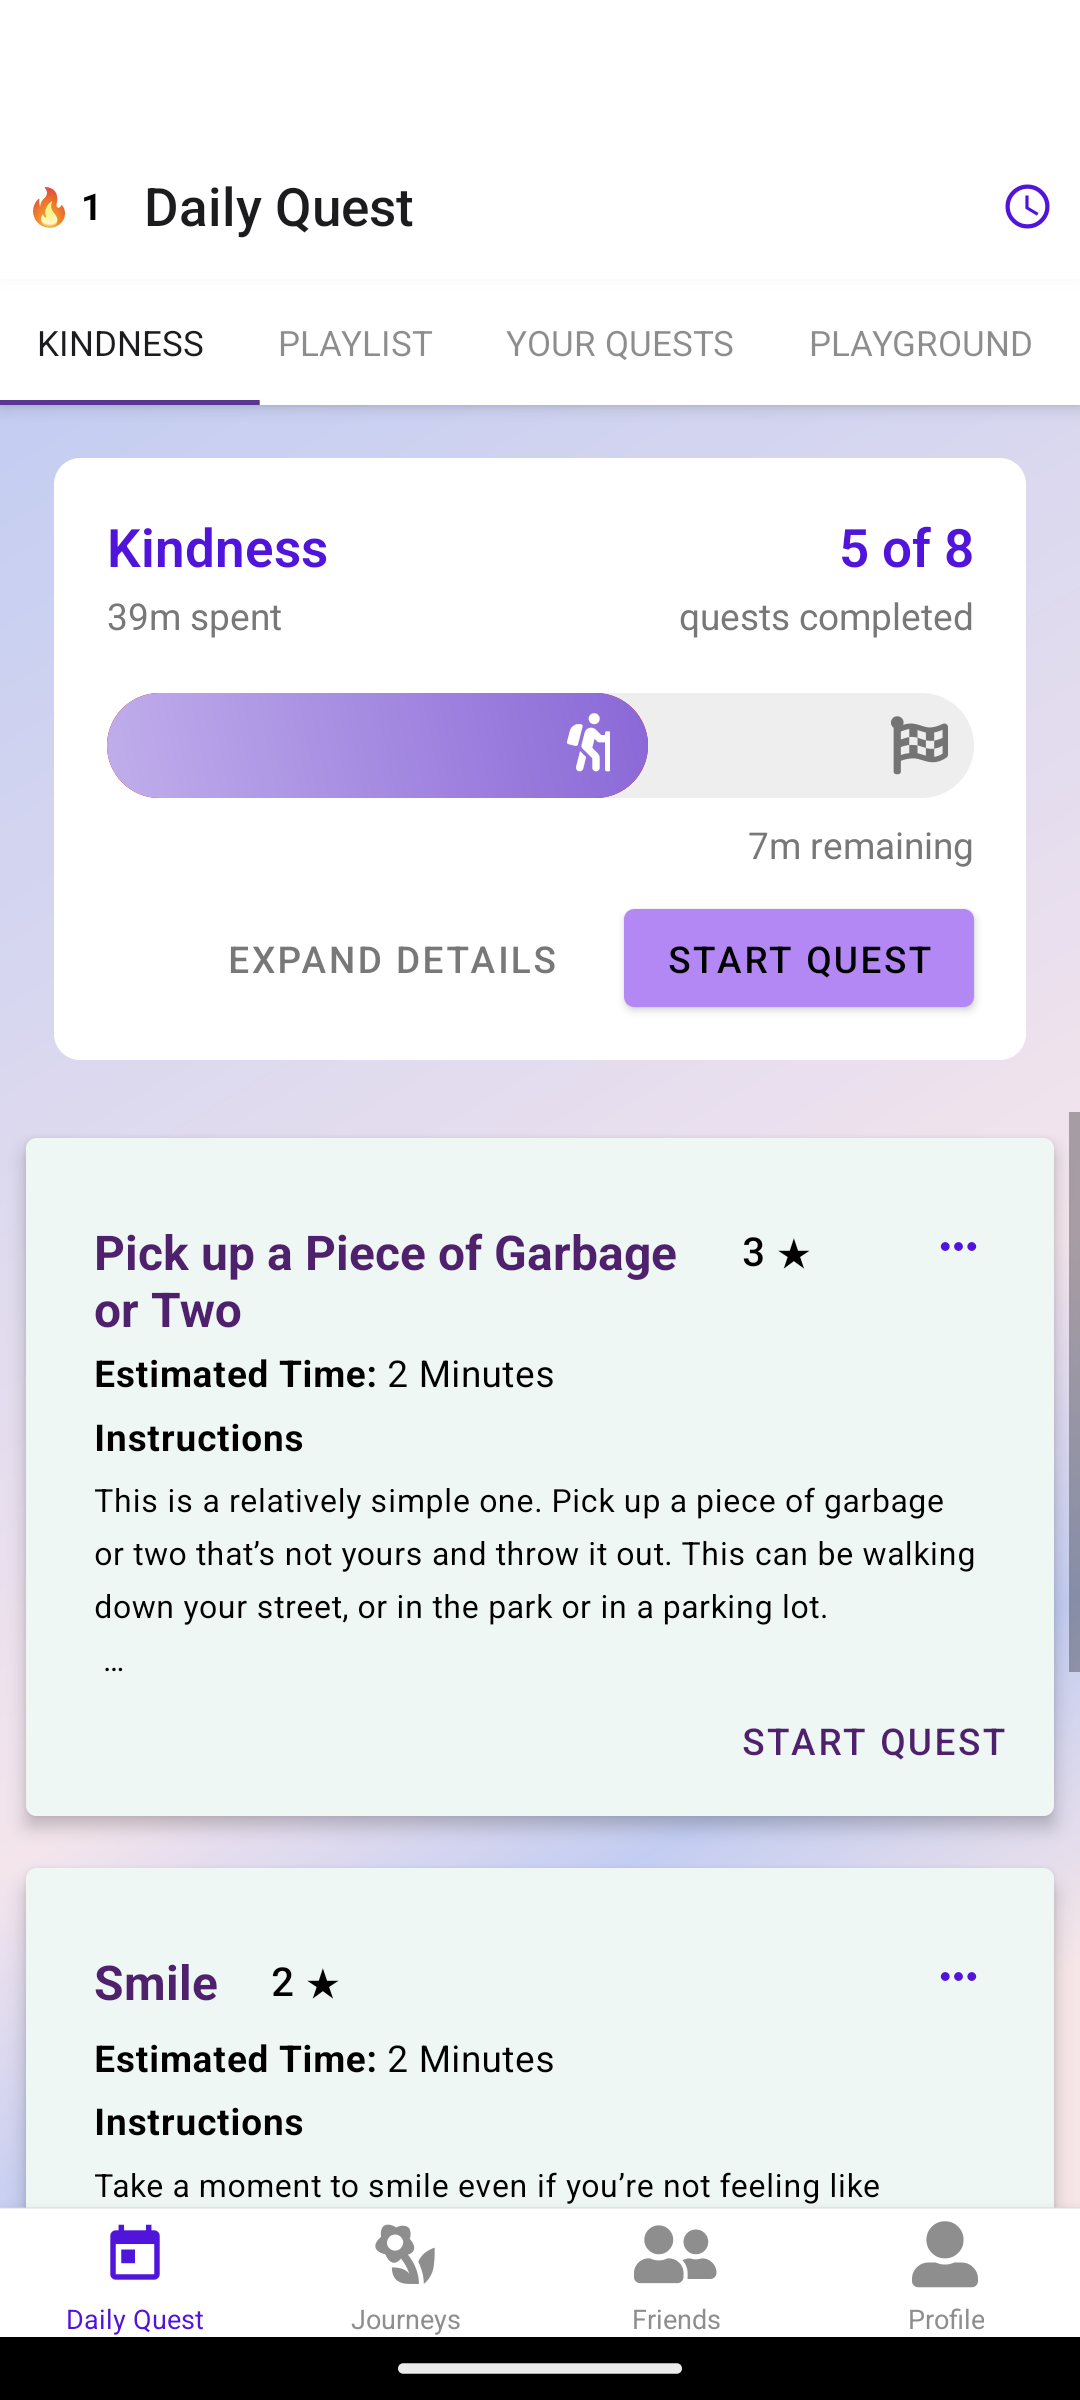 🔥 1 Daily Quest
KINDNESS PLAYLIST YOUR QUESTS PLAYGROUND
Kindness 5 of 8
39m spent quests completed
7m remaining
EXPAND DETAILS START QUEST
Pick up a Piece of Garbage 3 ★
or Two
Estimated Time: 2 Minutes
Instructions
This is a relatively simple one. Pick up a piece of garbage
or two that’s not yours and throw it out. This can be walking
down your street, or in the park or in a parking lot.
...
START QUEST
Smile 2 ★
Estimated Time: 2 Minutes
Instructions
Take a moment to smile even if you’re not feeling like
Daily Quest Journeys Friends Profile